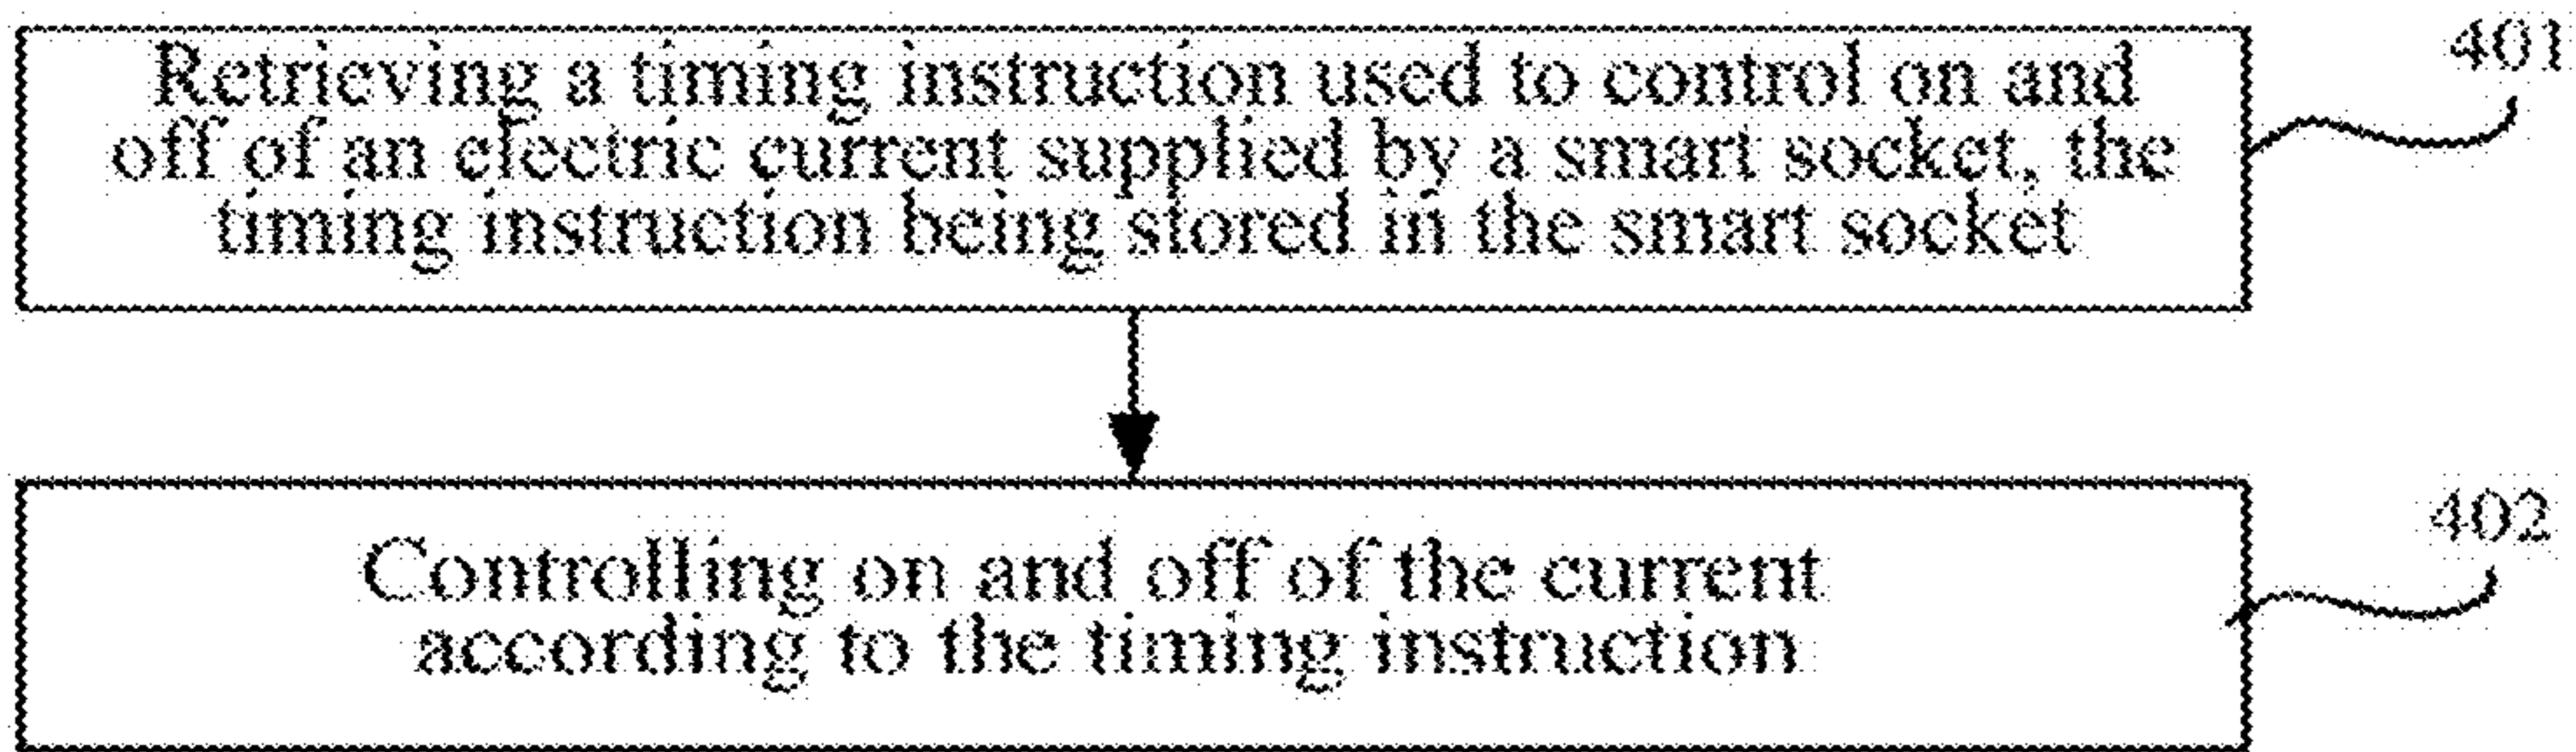 Retrieving a timing instruction used to control on and
off of an electric current supplied by a smart socket, the
timing instruction being stored in the smart socket
401
Controlling on and off of the current
according to the timing instruction
402